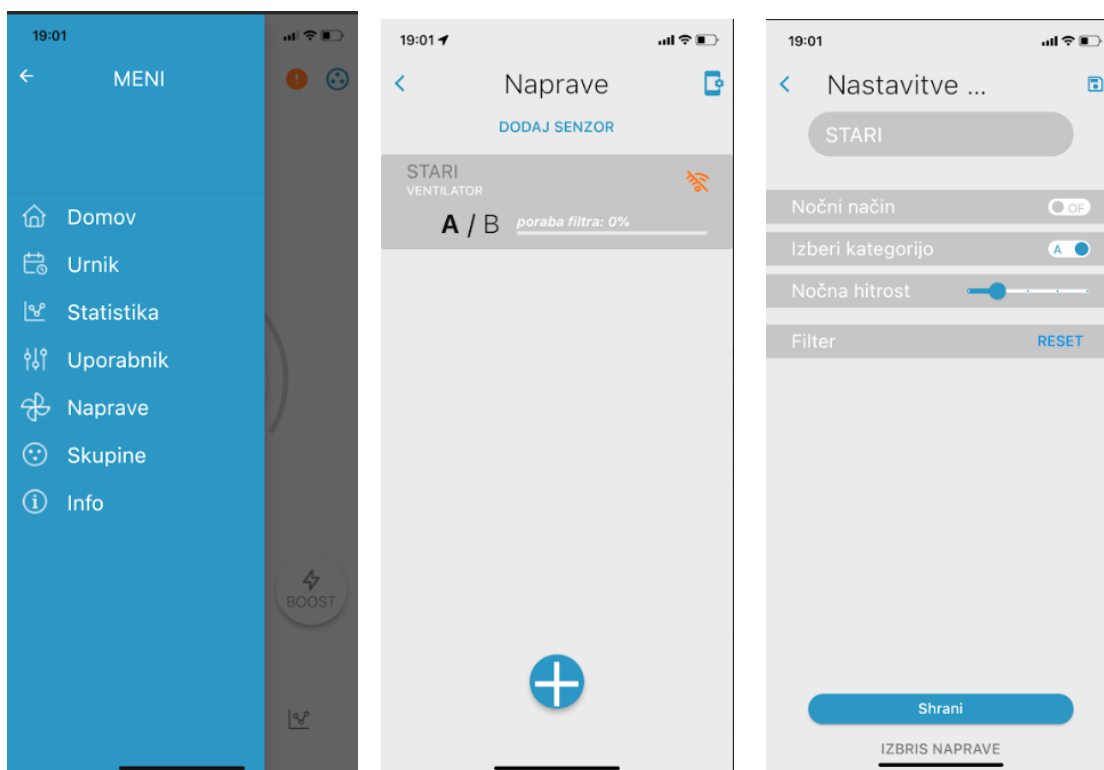 19:01
MENI
Domov
Urnik
Statistika
Uporabnik
Naprave
Skupine
Info
BOOST
19:01
Naprave
DODAJ SENZOR
STARI
VENTILATOR
A / B poraba filtra: 0%
19:01
Nastavitve ...
STARI
Nočni način OF
Izberi kategorijo A
Nočna hitrost
Filter RESET
Shrani
IZBRIS NAPRAVE